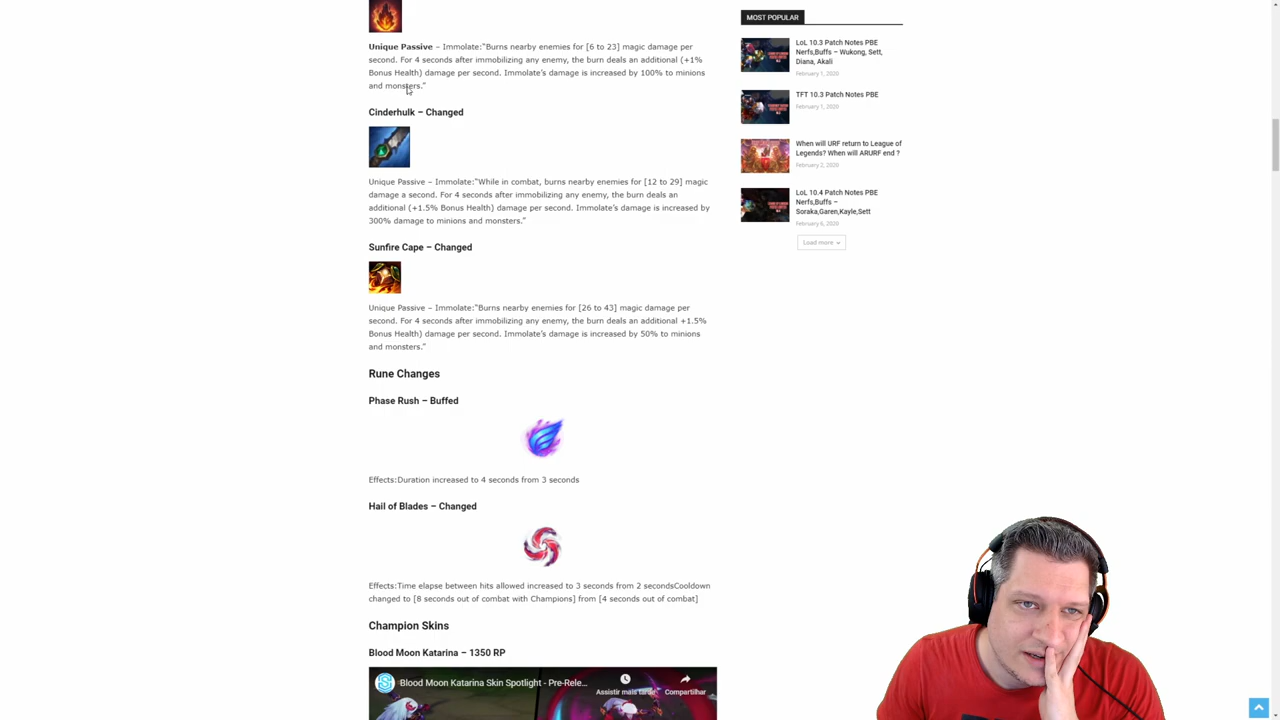 Unique Passive – Immolate:"Burns nearby enemies for [6 to 23] magic damage per
second. For 4 seconds after immobilizing any enemy, the burn deals an additional (+1%
Bonus Health) damage per second. Immolate's damage is increased by 100% to minions
and monsters."
Cinderhulk – Changed
Unique Passive – Immolate:"While in combat, burns nearby enemies for [12 to 29] magic
damage a second. For 4 seconds after immobilizing any enemy, the burn deals an
additional (+1.5% Bonus Health) damage per second. Immolate's damage is increased by
300% damage to minions and monsters."
Sunfire Cape – Changed
Unique Passive – Immolate:"Burns nearby enemies for [26 to 43] magic damage per
second. For 4 seconds after immobilizing any enemy, the burn deals an additional +1.5%
Bonus Health) damage per second. Immolate's damage is increased by 50% to minions
and monsters."
Rune Changes
Phase Rush – Buffed
Effects:Duration increased to 4 seconds from 3 seconds
Hail of Blades – Changed
Effects:Time elapse between hits allowed increased to 3 seconds from 2 secondsCooldown
changed to [8 seconds out of combat with Champions] from [4 seconds out of combat]
Champion Skins
Blood Moon Katarina – 1350 RP
Blood Moon Katarina Skin Spotlight - Pre-Rele...
Assistir mais tarde
Compartilhar
MOST POPULAR
LoL 10.3 Patch Notes PBE
Nerfs,Buffs – Wukong, Sett,
Diana, Akali
February 1, 2020
TFT 10.3 Patch Notes PBE
February 1, 2020
When will URF return to League of
Legends? When will ARURF end ?
February 2, 2020
LoL 10.4 Patch Notes PBE
Nerfs,Buffs –
Soraka,Garen,Kayle,Sett
February 6, 2020
Load more